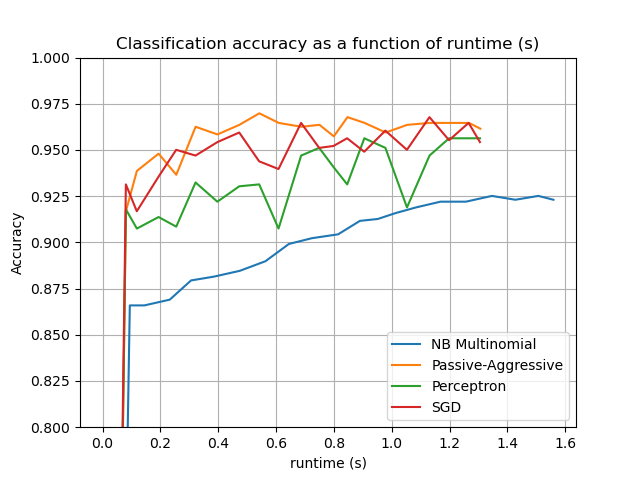 Classification accuracy as a function of runtime (s)
1.000
0.975
0.950
0.925
0.900
0.875
0.850
0.825
0.800
Accuracy
NB Multinomial
Passive-Aggressive
Perceptron
SGD
0.0 0.2 0.4 0.6 0.8 1.0 1.2 1.4 1.6
runtime (s)